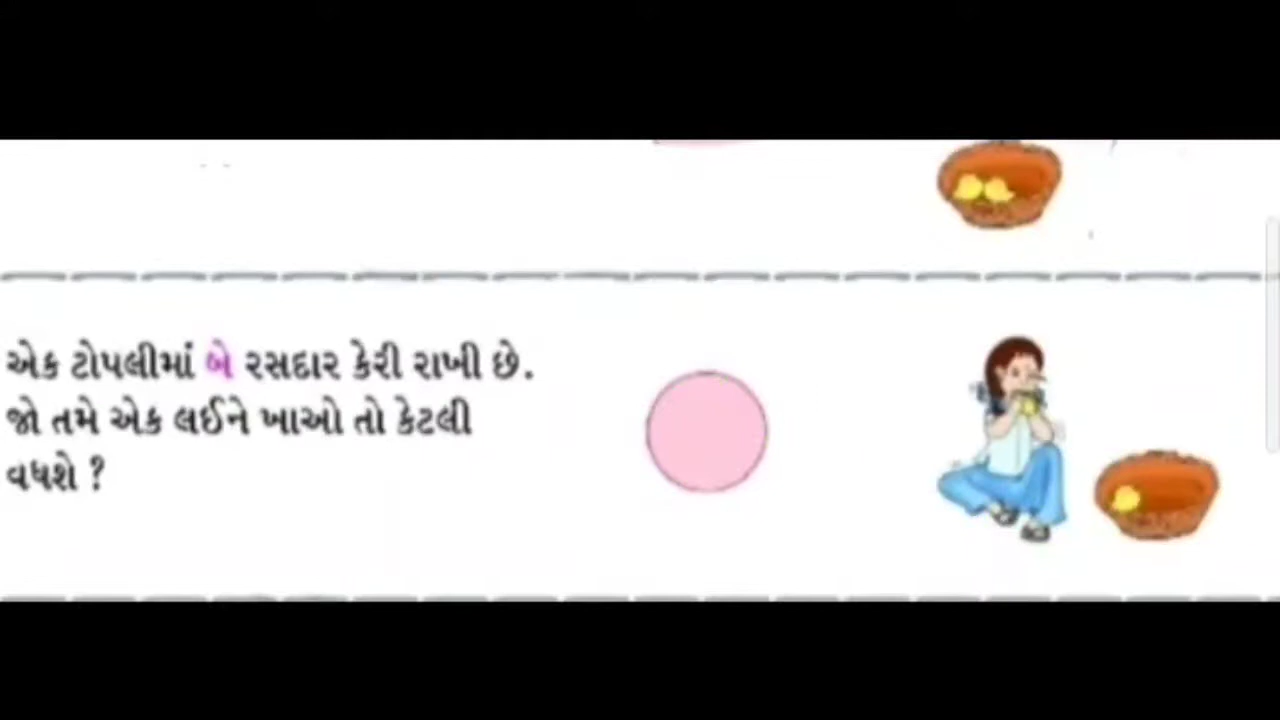 એક ટોપલીમાં બે રસદાર કેરી રાખી છે.
જો તમે એક લઈને ખાઓ તો કેટલી
વધશે ?